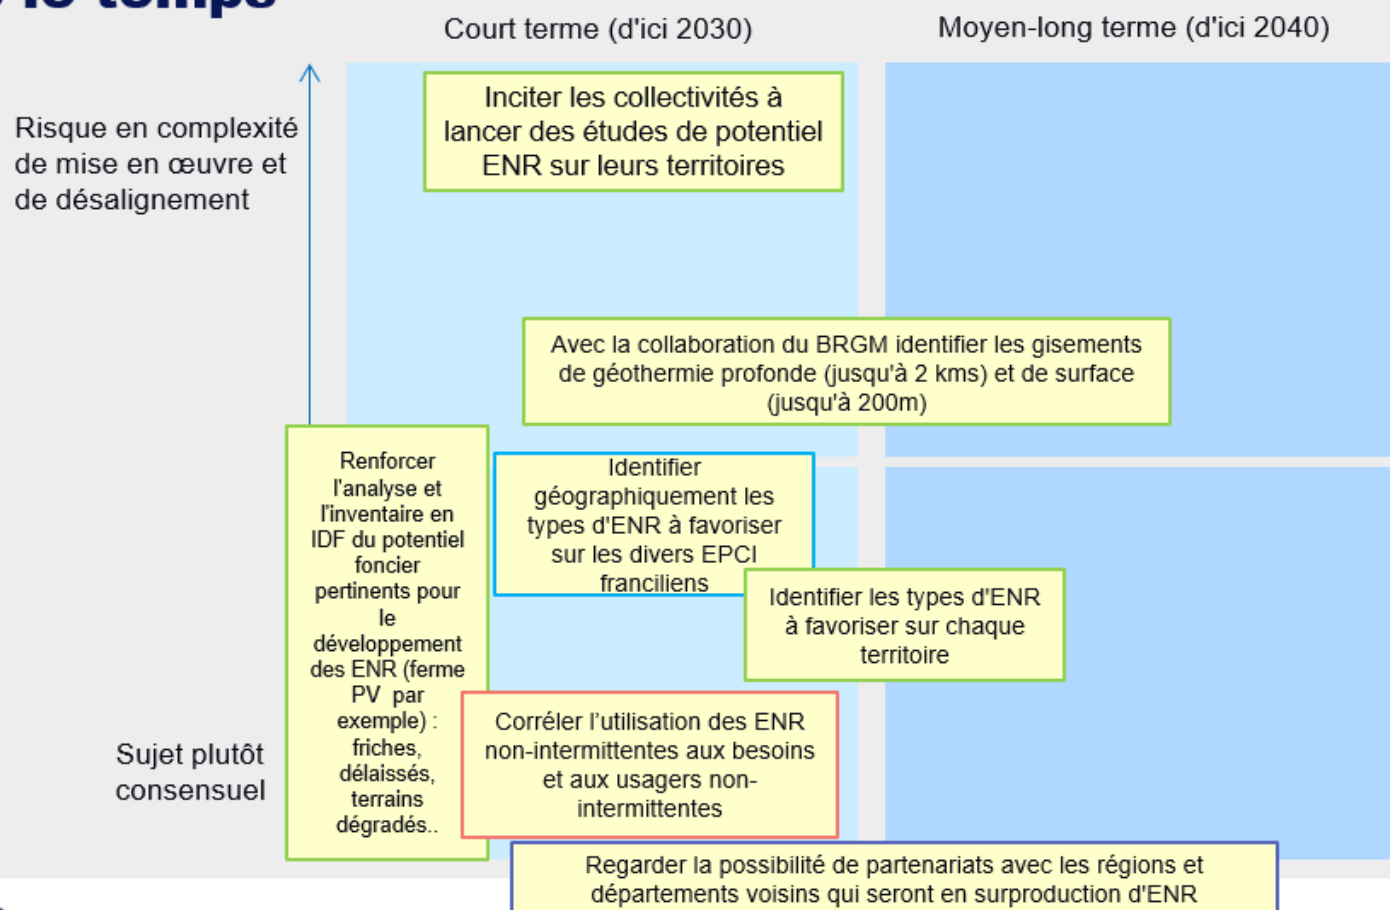 le temps
Court terme (d'ici 2030)
Moyen-long terme (d'ici 2040)
Risque en complexité
de mise en œuvre et
de désalignement
Inciter les collectivités à
lancer des études de potentiel
ENR sur leurs territoires
Avec la collaboration du BRGM identifier les gisements
de géothermie profonde (jusqu'à 2 kms) et de surface
(jusqu'à 200m)
Renforcer
l'analyse et
l'inventaire en
IDF du potentiel
foncier
pertinents pour
le
développement
des ENR (ferme
PV par
exemple) :
friches,
délaissés,
terrains
dégradés..
Identifier
géographiquement les
types d'ENR à favoriser
sur les divers EPCI
franciliens
Identifier les types d'ENR
à favoriser sur chaque
territoire
Sujet plutôt
consensuel
Corréler l’utilisation des ENR
non-intermittentes aux besoins
et aux usagers non-
intermittentes
Regarder la possibilité de partenariats avec les régions et
départements voisins qui seront en surproduction d'ENR